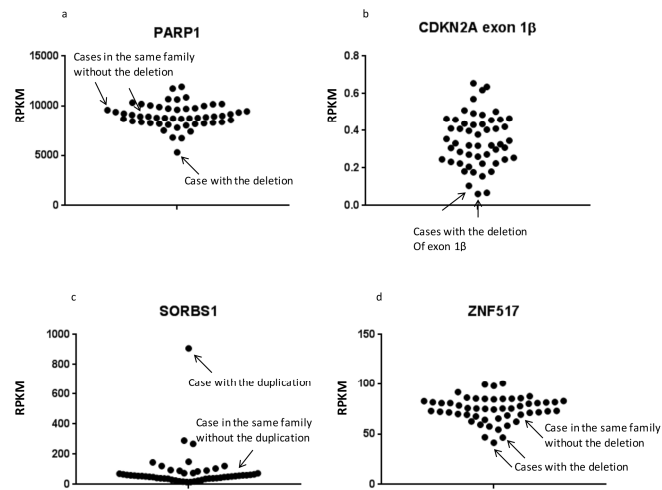 a
PARP1
15000
Cases in the same family
without the deletion
10000
RPKM
5000
Case with the deletion
0
b
CDKN2A exon 1β
0.8
0.6
RPKM
0.4
0.2
0.0
Cases with the deletion
Of exon 1β
c
SORBS1
1000
Case with the duplication
800
600
RPKM
Case in the same family
without the duplication
400
200
0
d
ZNF517
150
100
RPKM
Case in the same family
without the deletion
50
Cases with the deletion
0